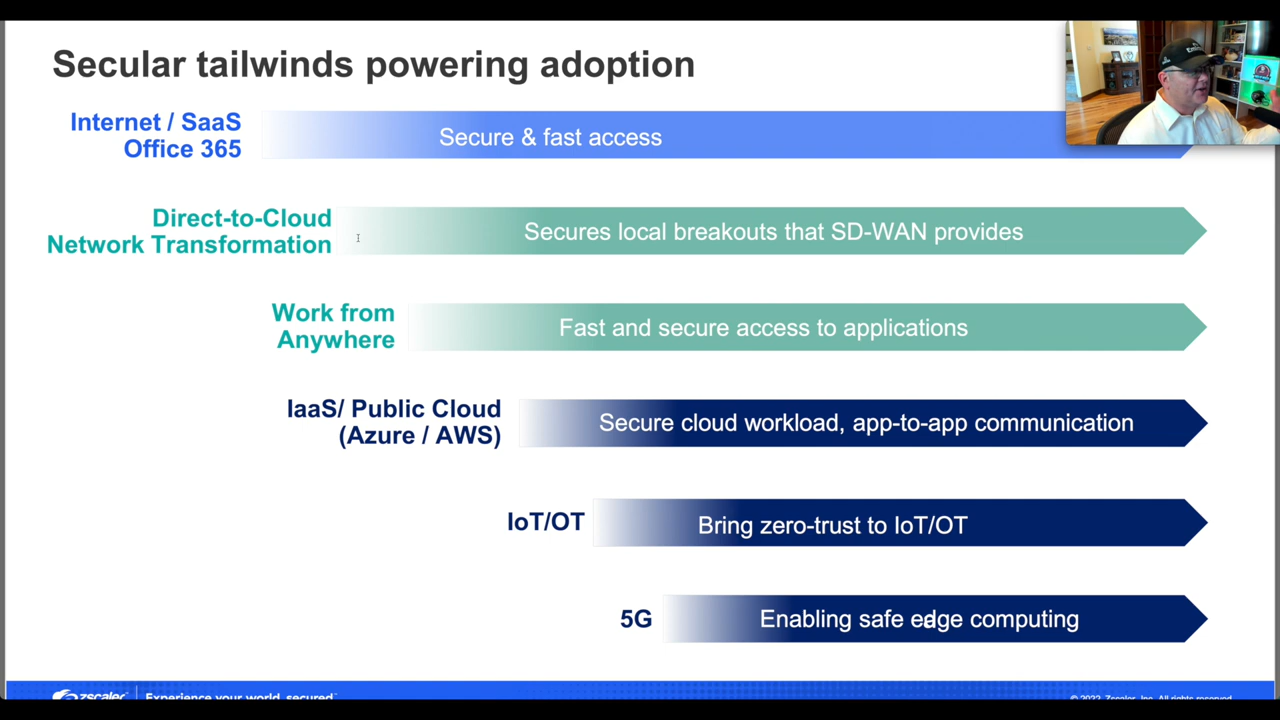 Secular tailwinds powering adoption
Internet / SaaS
Office 365
Secure & fast access
Direct-to-Cloud
Network Transformation
Secures local breakouts that SD-WAN provides
Work from
Anywhere
Fast and secure access to applications
IaaS/ Public Cloud
(Azure / AWS)
Secure cloud workload, app-to-app communication
IoT/OT
Bring zero-trust to IoT/OT
5G
Enabling safe edge computing
zscaler™
Experience your world, secured.™
© 2022 Zscaler, Inc. All rights reserved.